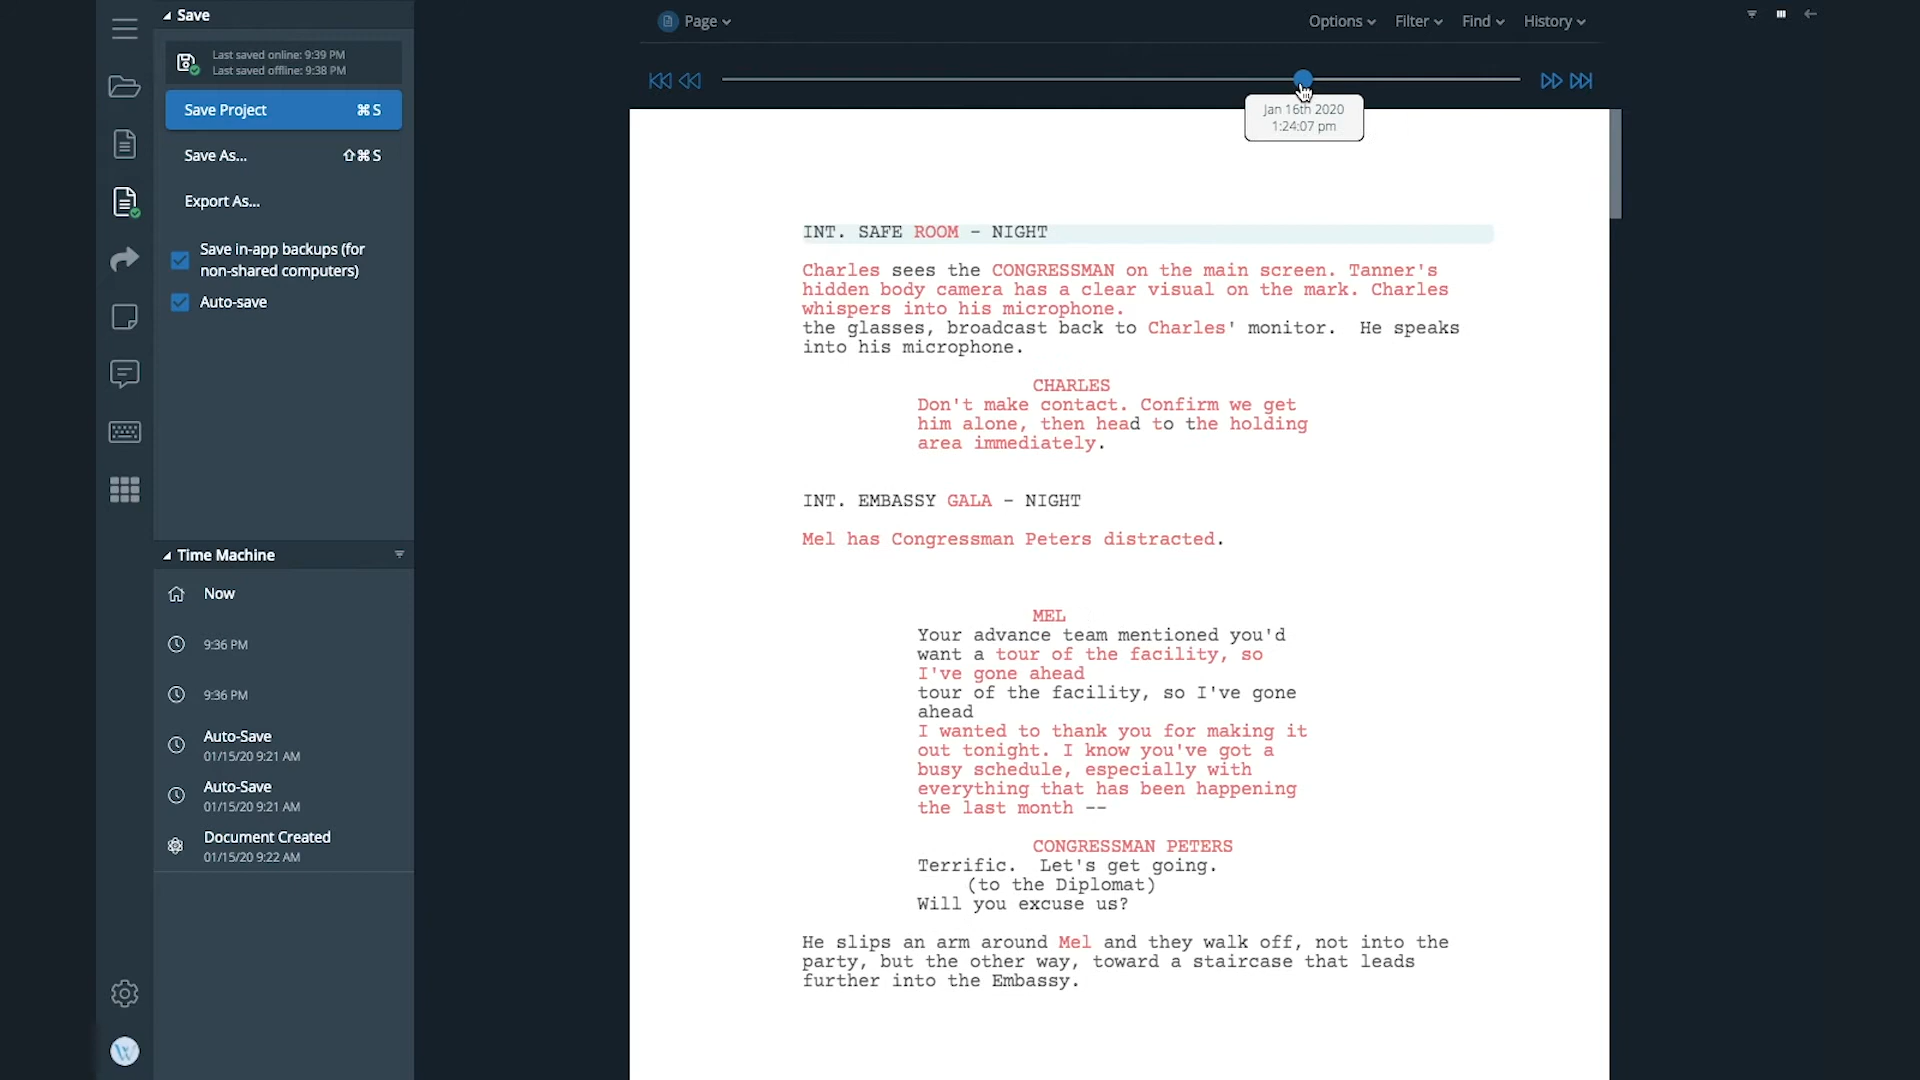 Save
Last saved online: 9:39 PM
Last saved offline: 9:38 PM
Save Project ⌘ S
Save As... ⇧⌘ S
Export As...
Save in-app backups (for
non-shared computers)
Auto-save
Time Machine
Now
9:36 PM
9:36 PM
Auto-Save
01/15/20 9:21 AM
Auto-Save
01/15/20 9:21 AM
Document Created
01/15/20 9:22 AM
W
Page
Options Filter Find History
Jan 16th 2020
1:24:07 pm
INT. SAFE ROOM - NIGHT
Charles sees the CONGRESSMAN on the main screen. Tanner's
hidden body camera has a clear visual on the mark. Charles
whispers into his microphone.
the glasses, broadcast back to Charles' monitor. He speaks
into his microphone.
CHARLES
Don't make contact. Confirm we get
him alone, then head to the holding
area immediately.
INT. EMBASSY GALA - NIGHT
Mel has Congressman Peters distracted.
MEL
Your advance team mentioned you'd
want a tour of the facility, so
I've gone ahead
tour of the facility, so I've gone
ahead
I wanted to thank you for making it
out tonight. I know you've got a
busy schedule, especially with
everything that has been happening
the last month --
CONGRESSMAN PETERS
Terrific. Let's get going.
(to the Diplomat)
Will you excuse us?
He slips an arm around Mel and they walk off, not into the
party, but the other way, toward a staircase that leads
further into the Embassy.